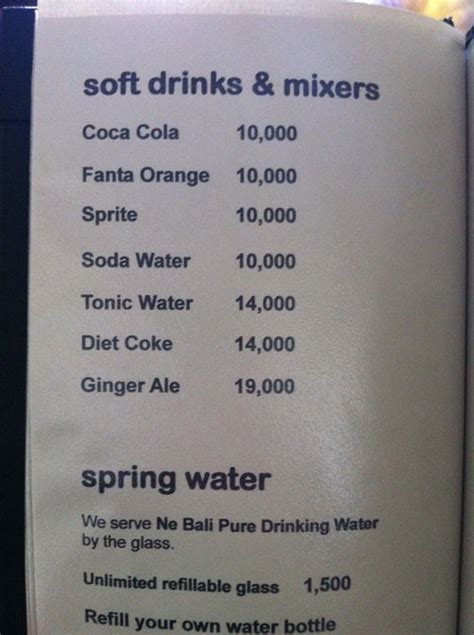 soft drinks & mixers
Coca Cola 10,000
Fanta Orange 10,000
Sprite 10,000
Soda Water 10,000
Tonic Water 14,000
Diet Coke 14,000
Ginger Ale 19,000
spring water
We serve Ne Bali Pure Drinking Water
by the glass.
Unlimited refillable glass 1,500
Refill your own water bottle